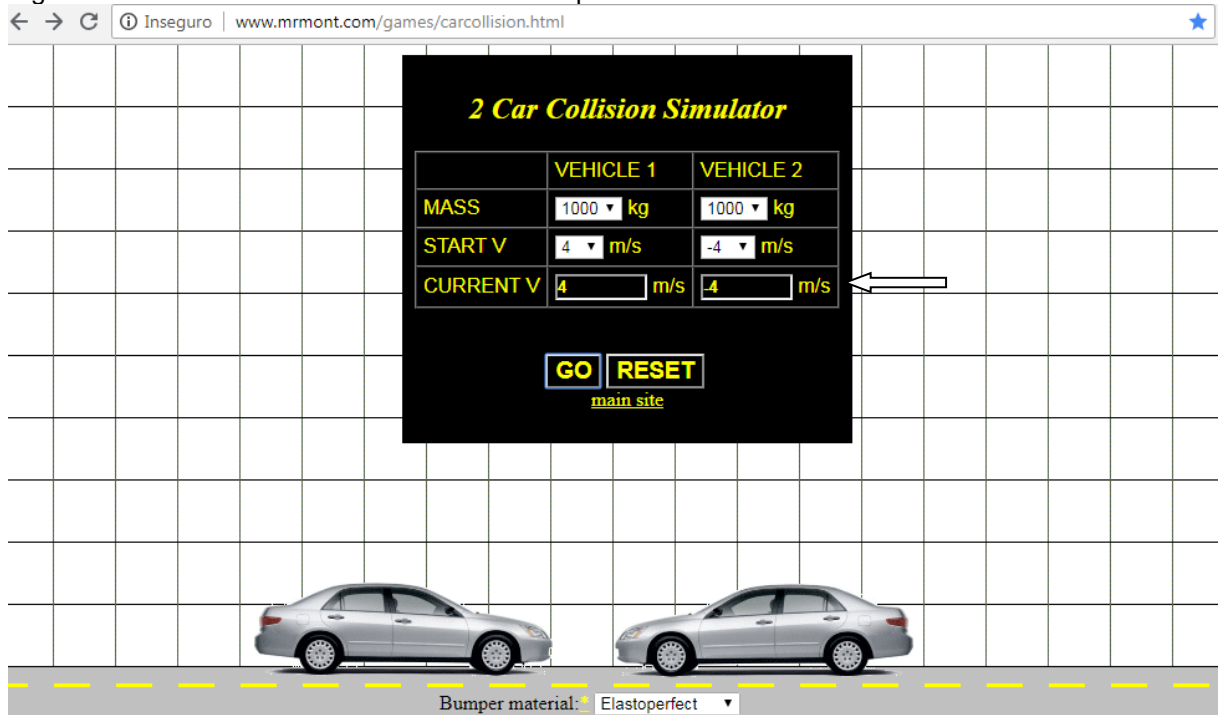 Inseguro | www.mrmont.com/games/carcollision.html
2 Car Collision Simulator
VEHICLE 1 VEHICLE 2
MASS 1000 kg 1000 kg
START V 4 m/s -4 m/s
CURRENT V 4 m/s -4 m/s
GO RESET
main site
Bumper material:* Elastoperfect